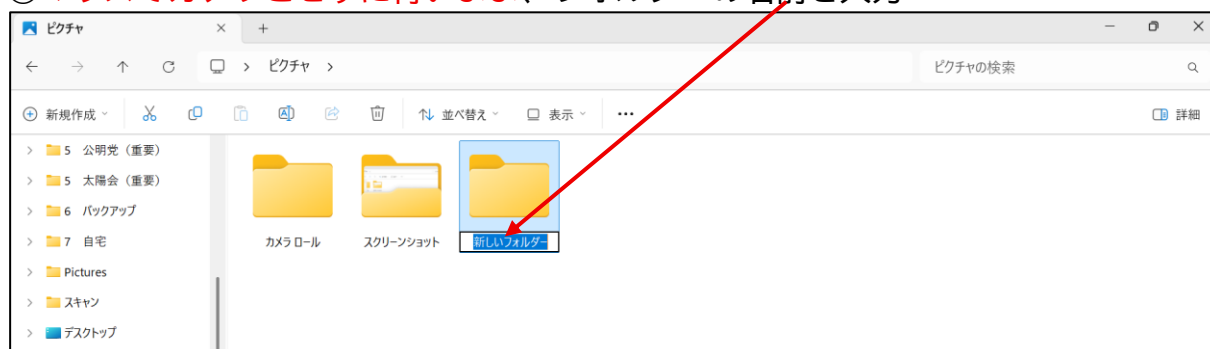 ピクチャ
ピクチャ
ピクチャの検索
新規作成
並べ替え
表示
詳細
5 公明党（重要）
5 太陽会（重要）
6 バックアップ
7 自宅
Pictures
スキャン
デスクトップ
カメラ ロール
スクリーンショット
新しいフォルダー